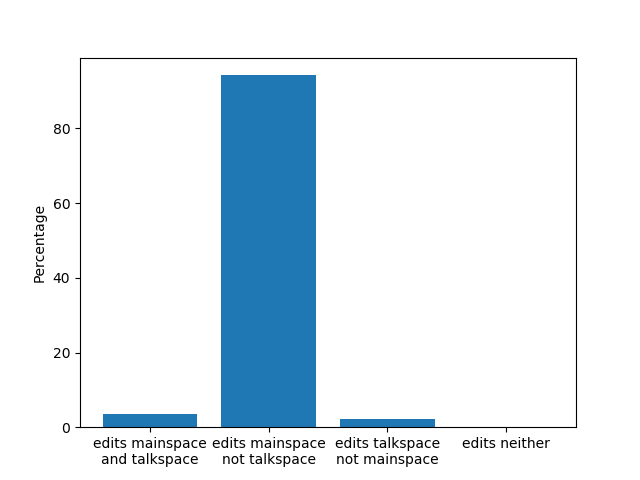 Percentage
80
60
40
20
0
edits mainspace and talkspace
edits mainspace not talkspace
edits talkspace not mainspace
edits neither